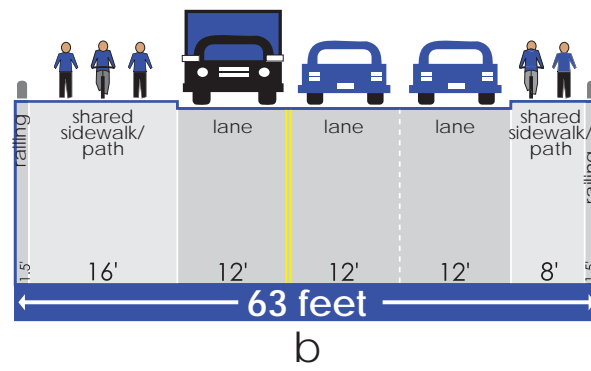 railing
shared
sidewalk/
path
lane
lane
lane
shared
sidewalk/
path
railing
1.5'
16'
12'
12'
12'
8'
1.5'
63 feet
b